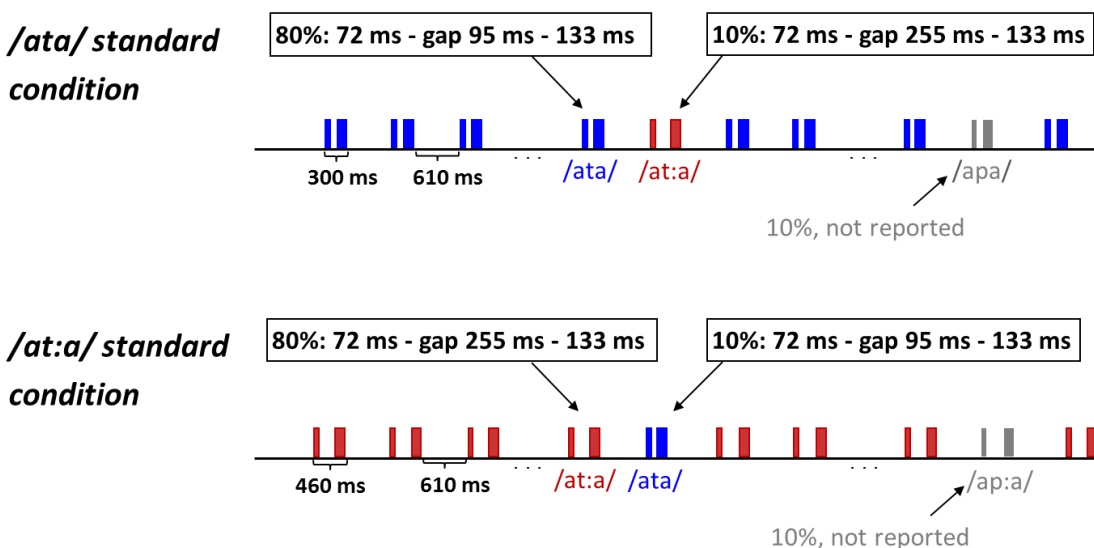 /ata/ standard
condition
80%: 72 ms - gap 95 ms - 133 ms
10%: 72 ms - gap 255 ms - 133 ms
300 ms
610 ms
. . .
/ata/
/at:a/
. . .
/apa/
10%, not reported
/at:a/ standard
condition
80%: 72 ms - gap 255 ms - 133 ms
10%: 72 ms - gap 95 ms - 133 ms
460 ms
610 ms
. . .
/at:a/
/ata/
. . .
/ap:a/
10%, not reported